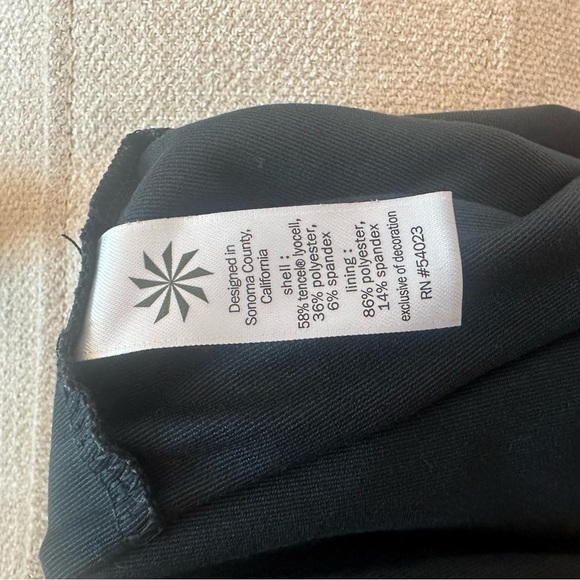 Designed in
Sonoma County,
California
shell :
58% tencel® lyocell,
36% polyester,
6% spandex
lining :
86% polyester,
14% spandex
exclusive of decoration
RN #54023